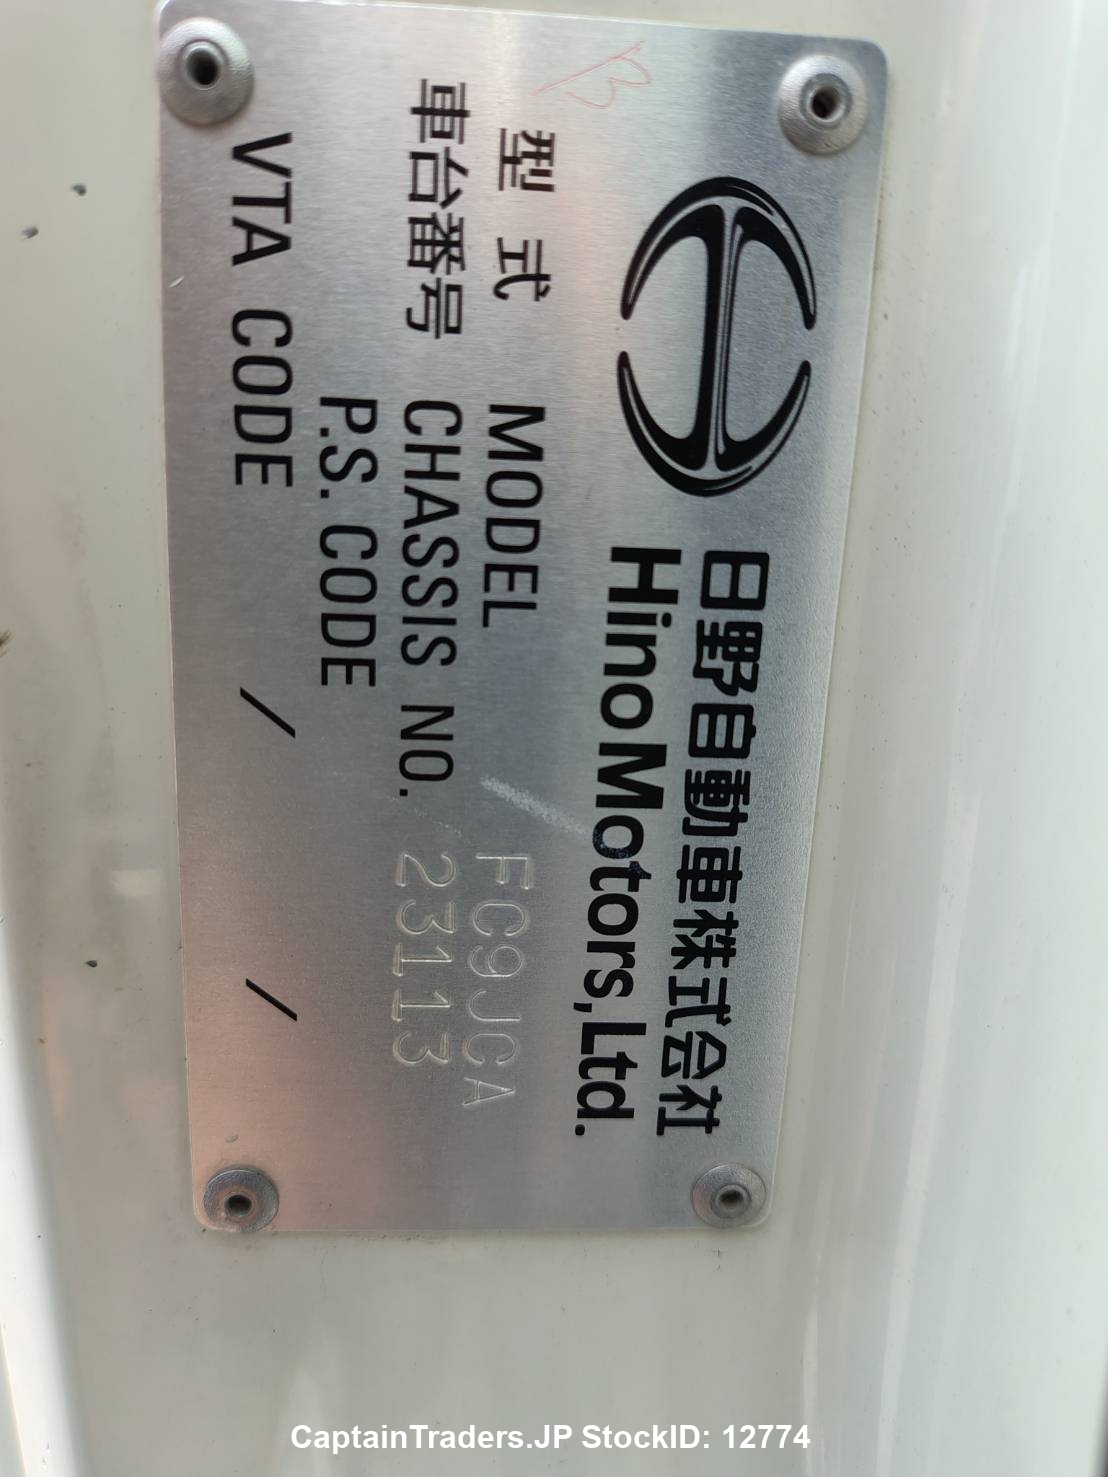 日野自動車株式会社
HinoMotors,Ltd.
型 式 MODEL FC9JCA
車台番号 CHASSIS NO. 23113
P.S. CODE
VTA CODE / /
CaptainTraders.JP StockID: 12774